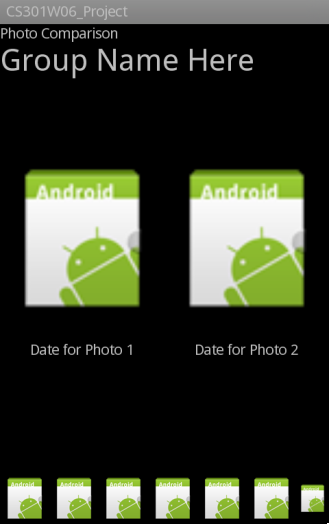 CS301W06_Project
Photo Comparison
Group Name Here
Android Android
Date for Photo 1 Date for Photo 2
Android Android Android Android Android Android Android